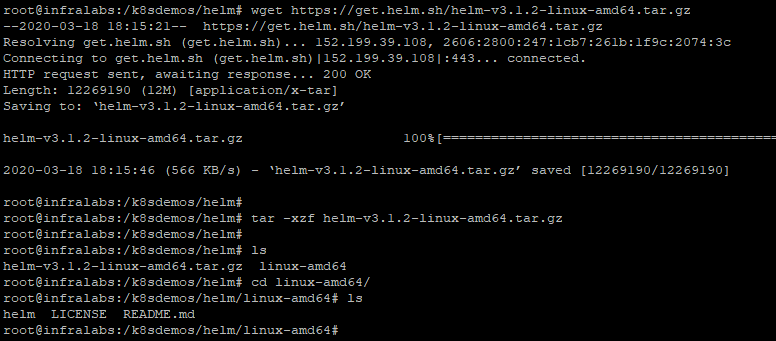 root@infralabs:/k8sdemos/helm# wget https://get.helm.sh/helm-v3.1.2-linux-amd64.tar.gz
--2020-03-18 18:15:21--  https://get.helm.sh/helm-v3.1.2-linux-amd64.tar.gz
Resolving get.helm.sh (get.helm.sh)... 152.199.39.108, 2606:2800:247:1cb7:261b:1f9c:2074:3c
Connecting to get.helm.sh (get.helm.sh)|152.199.39.108|:443... connected.
HTTP request sent, awaiting response... 200 OK
Length: 12269190 (12M) [application/x-tar]
Saving to: ‘helm-v3.1.2-linux-amd64.tar.gz’
helm-v3.1.2-linux-amd64.tar.gz                    100%[==========================================
2020-03-18 18:15:46 (566 KB/s) - ‘helm-v3.1.2-linux-amd64.tar.gz’ saved [12269190/12269190]
root@infralabs:/k8sdemos/helm#
root@infralabs:/k8sdemos/helm# tar -xzf helm-v3.1.2-linux-amd64.tar.gz
root@infralabs:/k8sdemos/helm#
root@infralabs:/k8sdemos/helm# ls
helm-v3.1.2-linux-amd64.tar.gz  linux-amd64
root@infralabs:/k8sdemos/helm# cd linux-amd64/
root@infralabs:/k8sdemos/helm/linux-amd64# ls
helm  LICENSE  README.md
root@infralabs:/k8sdemos/helm/linux-amd64#